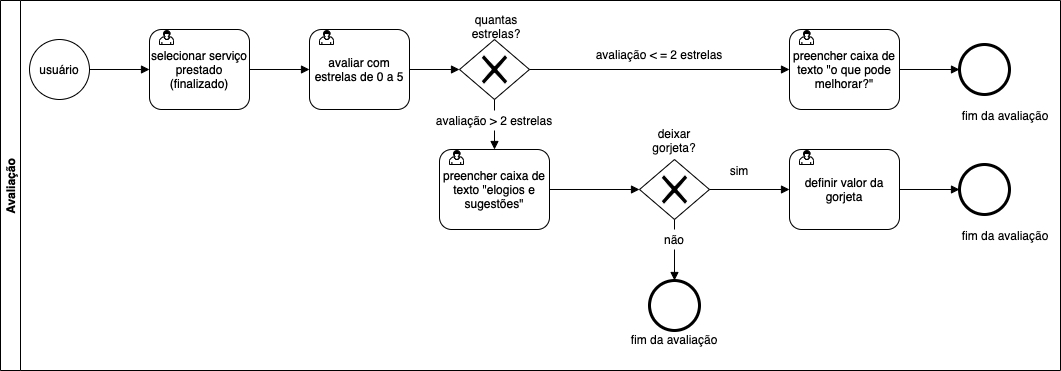 Avaliação
usuário
selecionar serviço
prestado
(finalizado)
avaliar com
estrelas de 0 a 5
quantas
estrelas?
avaliação <= 2 estrelas
preencher caixa de
texto "o que pode
melhorar?"
fim da avaliação
avaliação > 2 estrelas
preencher caixa de
texto "elogios e
sugestões"
deixar
gorjeta?
sim
definir valor da
gorjeta
fim da avaliação
não
fim da avaliação